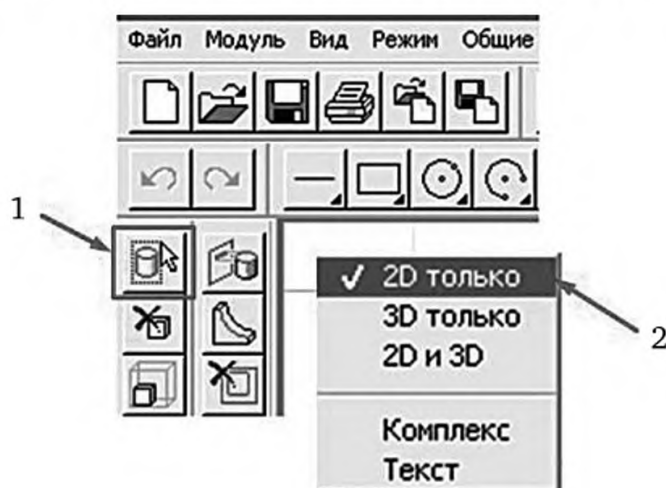 Файл Модуль Вид Режим Общие
1
✓ 2D только
3D только
2D и 3D
Комплекс
Текст
2